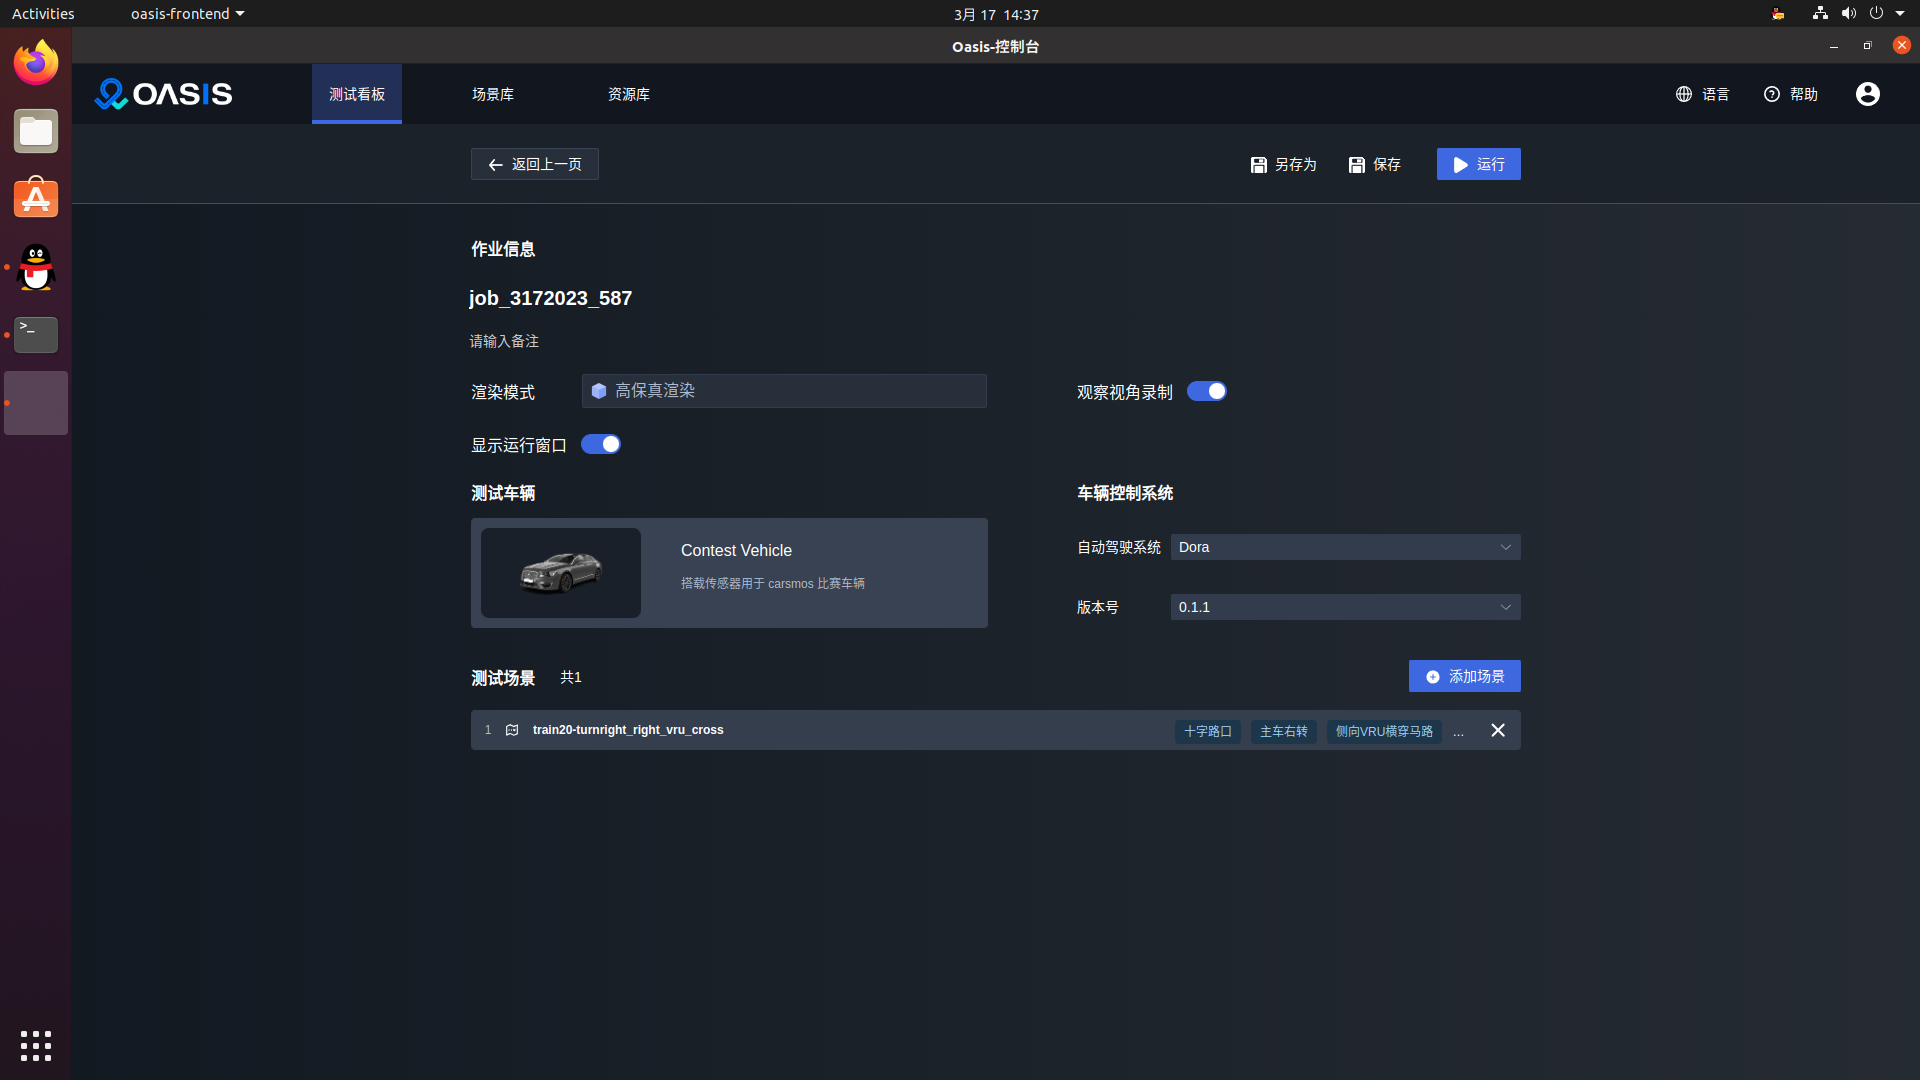 Activities
oasis-frontend
3月 17 14:37
Oasis-控制台
OASIS
测试看板
场景库
资源库
语言
帮助
返回上一页
另存为
保存
运行
作业信息
job_3172023_587
请输入备注
渲染模式
高保真渲染
观察视角录制
显示运行窗口
测试车辆
车辆控制系统
Contest Vehicle
搭载传感器用于 carsmos 比赛车辆
自动驾驶系统
Dora
版本号
0.1.1
测试场景
共1
添加场景
1
train20-turnright_right_vru_cross
十字路口
主车右转
侧向VRU横穿马路
...